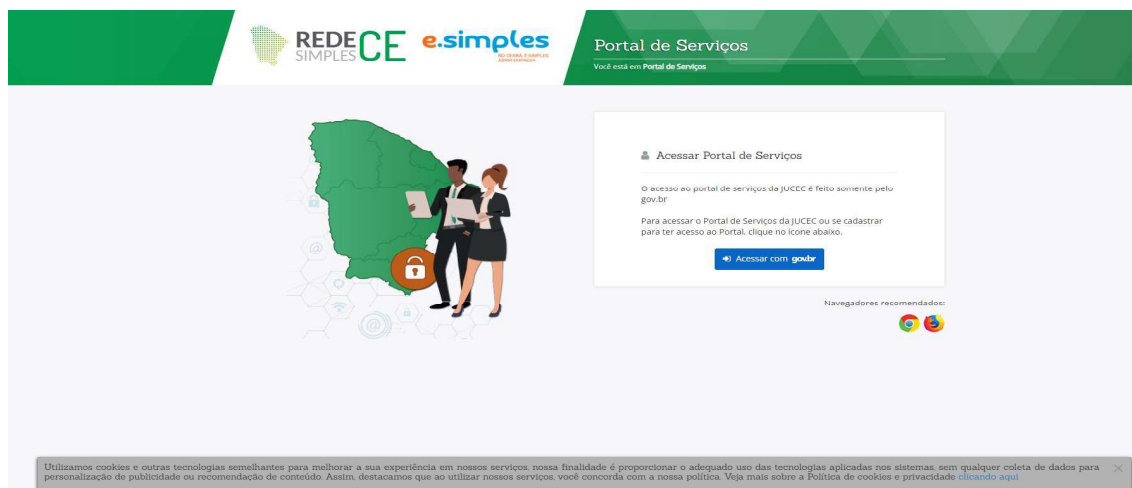 REDE
SIMPLES
CE
e.simples
NO CEARÁ É SIMPLES
ABRIR EMPRESA
Portal de Serviços
Você está em Portal de Serviços
Acessar Portal de Serviços
O acesso ao portal de serviços da JUCEC é feito somente pelo
gov.br
Para acessar o Portal de Serviços da JUCEC ou se cadastrar
para ter acesso ao Portal, clique no ícone abaixo.
Acessar com gov.br
Navegadores recomendados:
Utilizamos cookies e outras tecnologias semelhantes para melhorar a sua experiência em nossos serviços, nossa finalidade é proporcionar o adequado uso das tecnologias aplicadas nos sistemas, sem qualquer coleta de dados para
personalização de publicidade ou recomendação de conteúdo. Assim, destacamos que ao utilizar nossos serviços, você concorda com a nossa política. Veja mais sobre a Política de cookies e privacidade clicando aqui